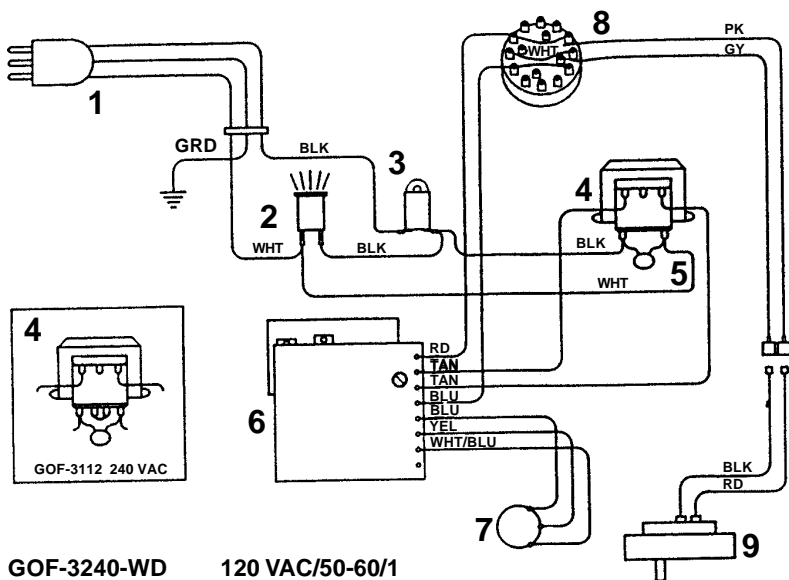 8
PK
GY
WHT
1
GRD
BLK
3
4
2
WHT
BLK
BLK
5
WHT
4
GOF-3112 240 VAC
6
RD
TAN
TAN
BLU
BLU
YEL
WHT/BLU
7
BLK
RD
9
GOF-3240-WD 120 VAC/50-60/1